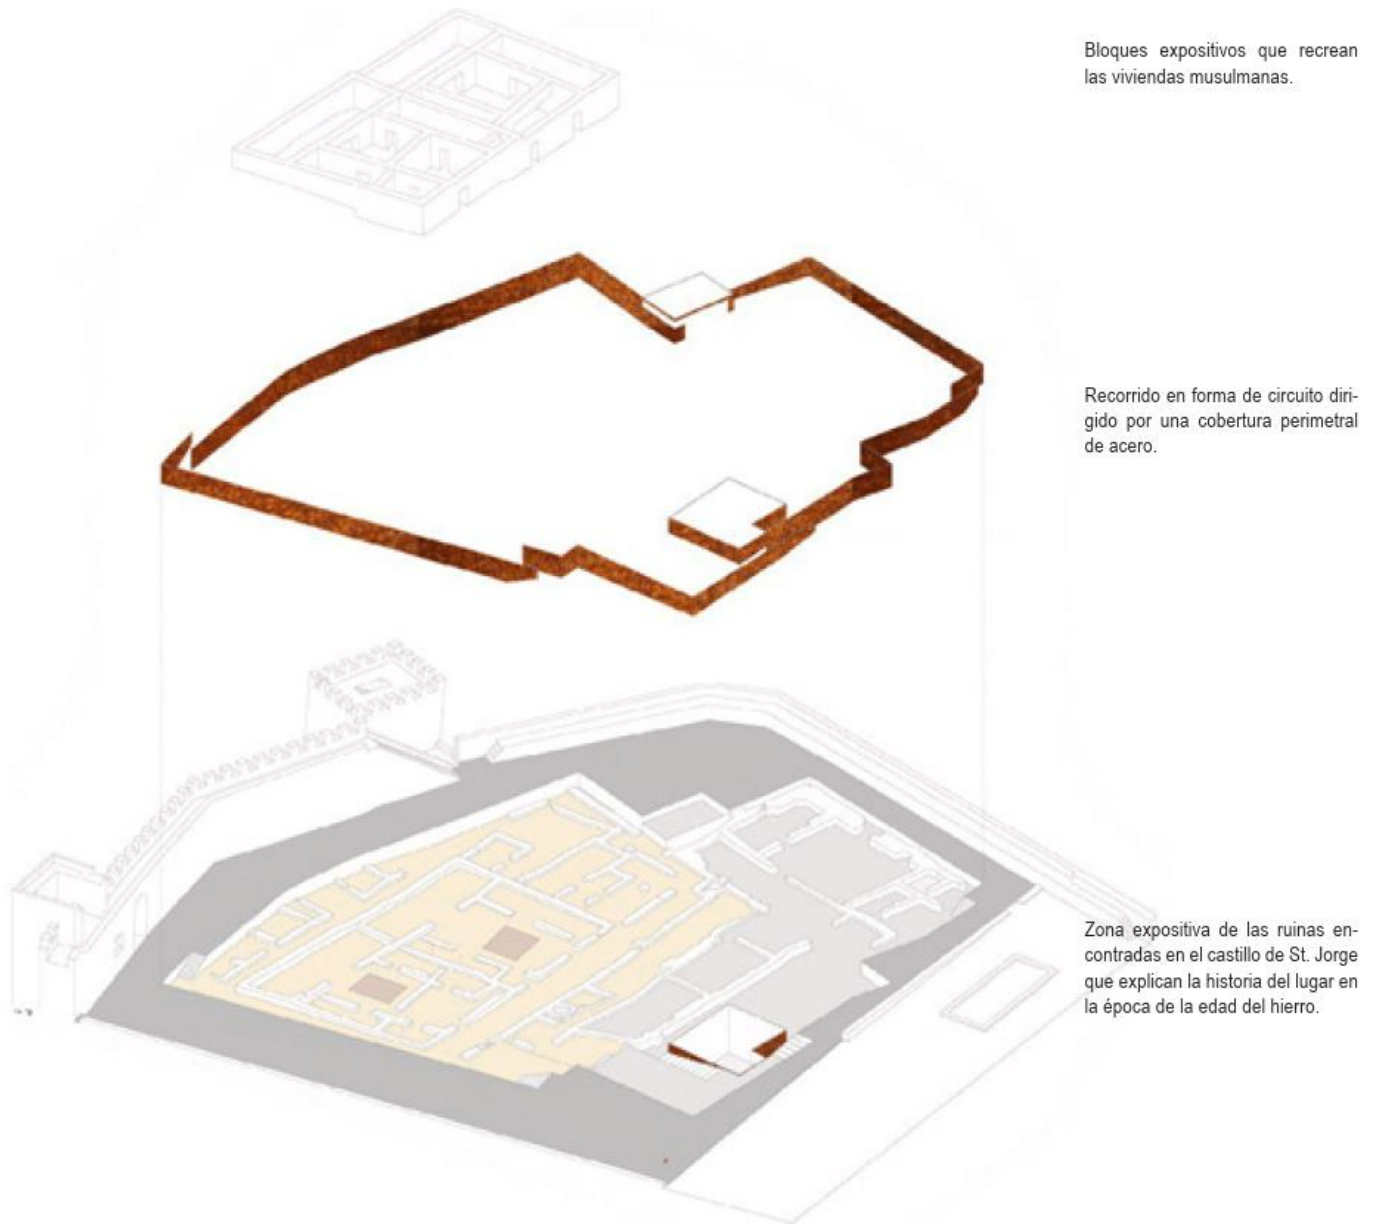 Bloques expositivos que recrean
las viviendas musulmanas.
Recorrido en forma de circuito diri-
gido por una cobertura perimetral
de acero.
Zona expositiva de las ruinas en-
contradas en el castillo de St. Jorge
que explican la historia del lugar en
la época de la edad del hierro.